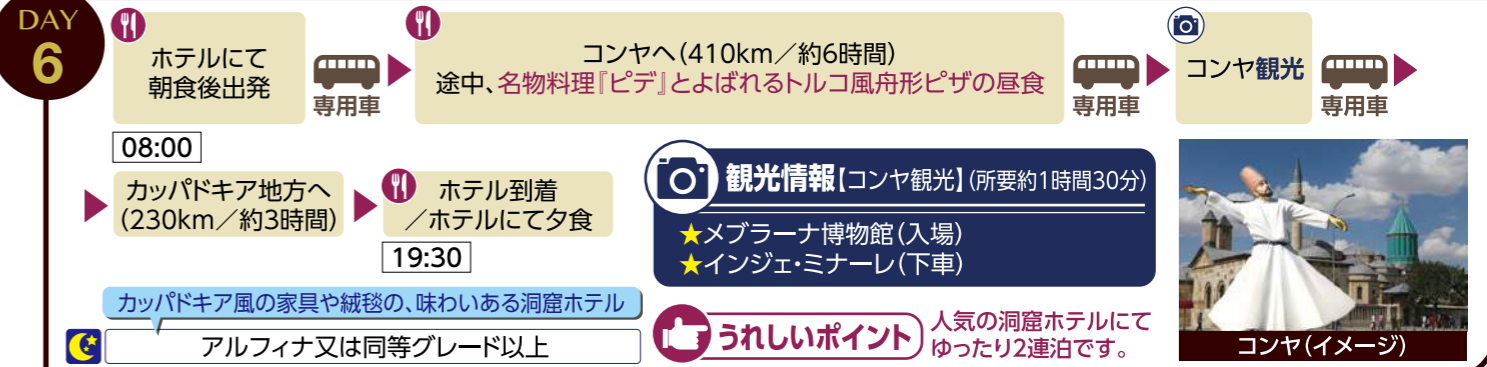 DAY
6
ホテルにて
朝食後出発
専用車
コンヤへ(410km／約6時間)
途中、名物料理『ピデ』とよばれるトルコ風舟形ピザの昼食
専用車
コンヤ観光
専用車
08:00
カッパドキア地方へ
(230km／約3時間)
ホテル到着
／ホテルにて夕食
19:30
観光情報【コンヤ観光】(所要約1時間30分)
★メブラーナ博物館(入場)
★インジェ・ミナーレ(下車)
カッパドキア風の家具や絨毯の、味わいある洞窟ホテル
アルフィナ又は同等グレード以上
うれしいポイント
人気の洞窟ホテルにて
ゆったり2連泊です。
コンヤ(イメージ)